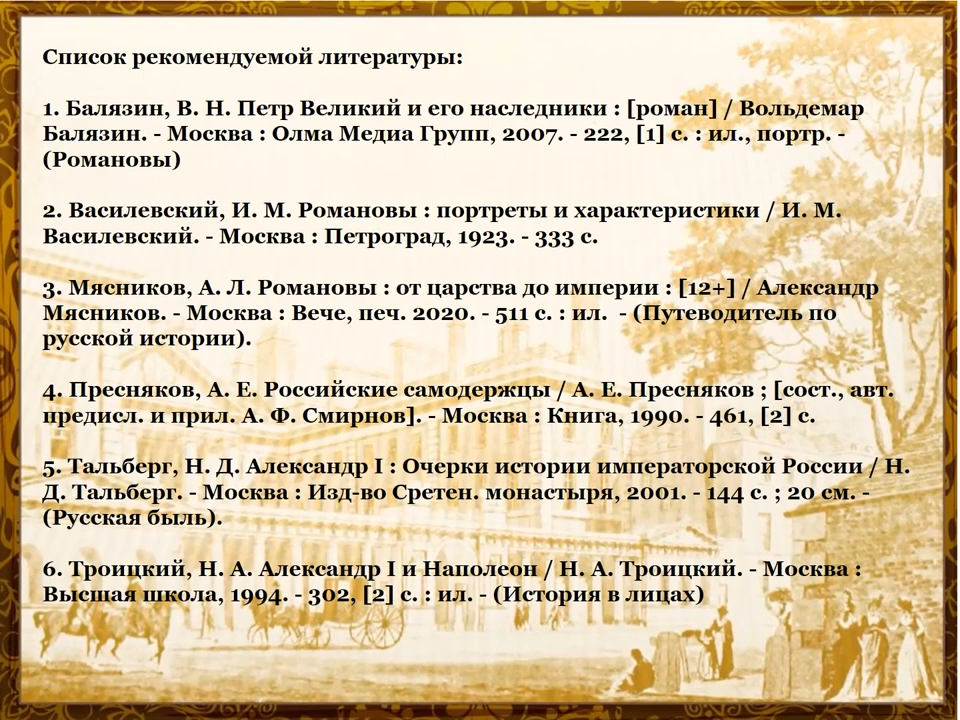 Список рекомендуемой литературы:
1. Балязин, В. Н. Петр Великий и его наследники : [роман] / Вольдемар
Балязин. - Москва : Олма Медиа Групп, 2007. - 222, [1] с. : ил., портр. -
(Романовы)
2. Василевский, И. М. Романовы : портреты и характеристики / И. М.
Василевский. - Москва : Петроград, 1923. - 333 с.
3. Мясников, А. Л. Романовы : от царства до империи : [12+] / Александр
Мясников. - Москва : Вече, печ. 2020. - 511 с. : ил.  - (Путеводитель по
русской истории).
4. Пресняков, А. Е. Российские самодержцы / А. Е. Пресняков ; [сост., авт.
предисл. и прил. А. Ф. Смирнов]. - Москва : Книга, 1990. - 461, [2] с.
5. Тальберг, Н. Д. Александр I : Очерки истории императорской России / Н.
Д. Тальберг. - Москва : Изд-во Сретен. монастыря, 2001. - 144 с. ; 20 см. -
(Русская быль).
6. Троицкий, Н. А. Александр I и Наполеон / Н. А. Троицкий. - Москва :
Высшая школа, 1994. - 302, [2] с. : ил. - (История в лицах)